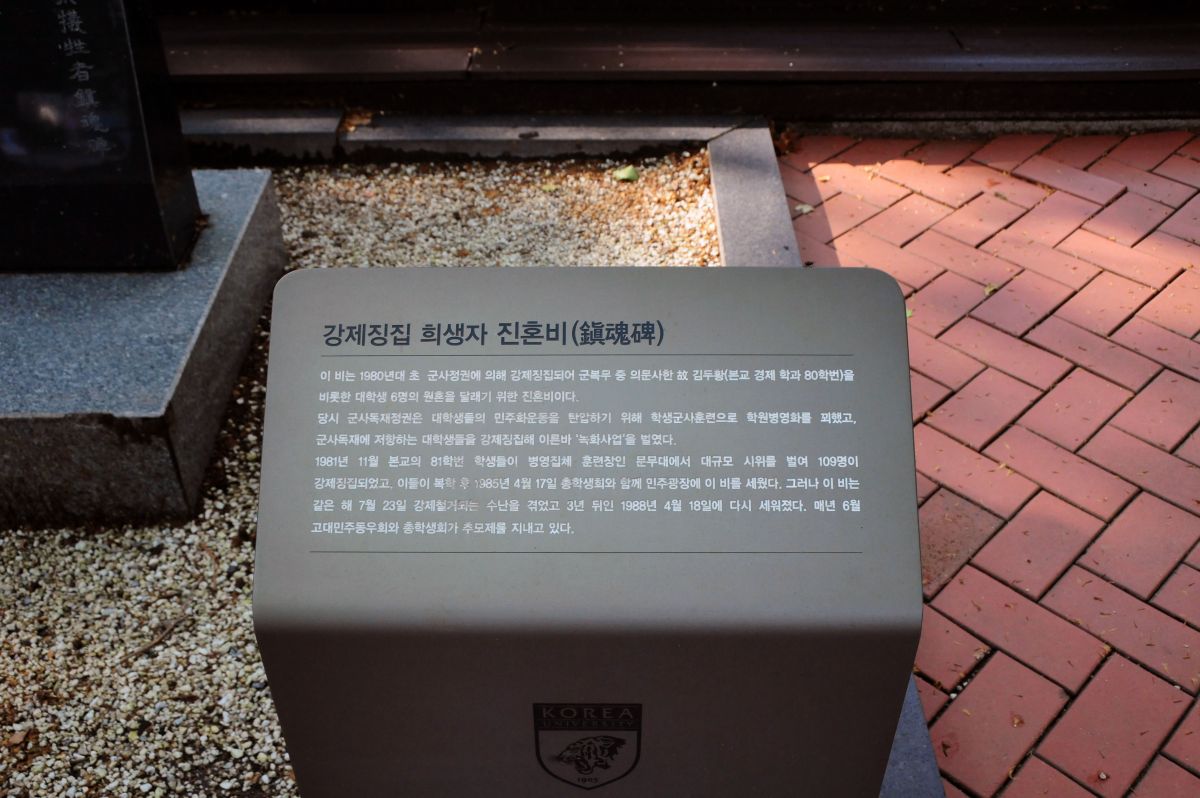 犧牲者鎭魂碑
강제징집 희생자 진혼비(鎭魂碑)
이 비는 1980년대 초 군사정권에 의해 강제징집되어 군복무 중 의문사한 故 김두황(본교 경제 학과 80학번)을
비롯한 대학생 6명의 원혼을 달래기 위한 진혼비이다.
당시 군사독재정권은 대학생들의 민주화운동을 탄압하기 위해 학생군사훈련으로 학원병영화를 꾀했고,
군사독재에 저항하는 대학생들을 강제징집해 이른바 '녹화사업'을 벌였다.
1981년 11월 본교의 81학번 학생들이 병영집체 훈련장인 문무대에서 대규모 시위를 벌여 109명이
강제징집되었고, 이들이 복학 후 1985년 4월 17일 총학생회와 함께 민주광장에 이 비를 세웠다. 그러나 이 비는
같은 해 7월 23일 강제철거되는 수난을 겪었고 3년 뒤인 1988년 4월 18일에 다시 세워졌다. 매년 6월
고대민주동우회와 총학생회가 추모제를 지내고 있다.
KOREA
UNIVERSITY
1905